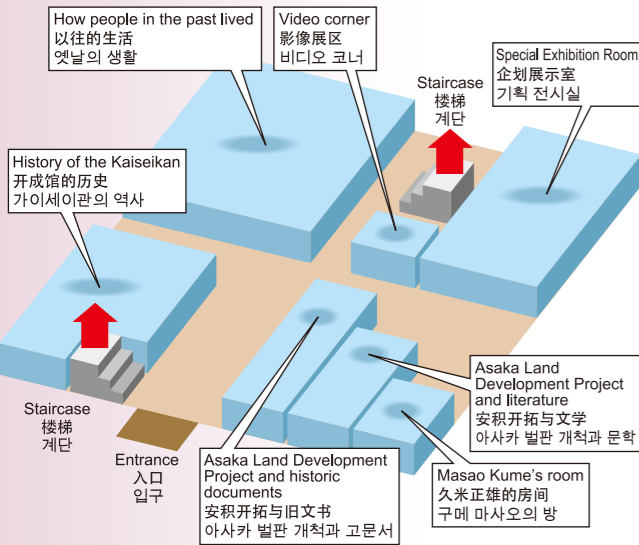 How people in the past lived
以往的生活
옛날의 생활
Video corner
影像展区
비디오 코너
Special Exhibition Room
企划展示室
기획 전시실
Staircase
楼梯
계단
History of the Kaiseikan
开成馆的历史
가이세이관의 역사
Staircase
楼梯
계단
Entrance
入口
입구
Asaka Land Development
Project and historic
documents
安积开拓与旧文书
아사카 벌판 개척과 고문서
Asaka Land
Development Project
and literature
安积开拓与文学
아사카 벌판 개척과 문학
Masao Kume's room
久米正雄的房间
구메 마사오의 방